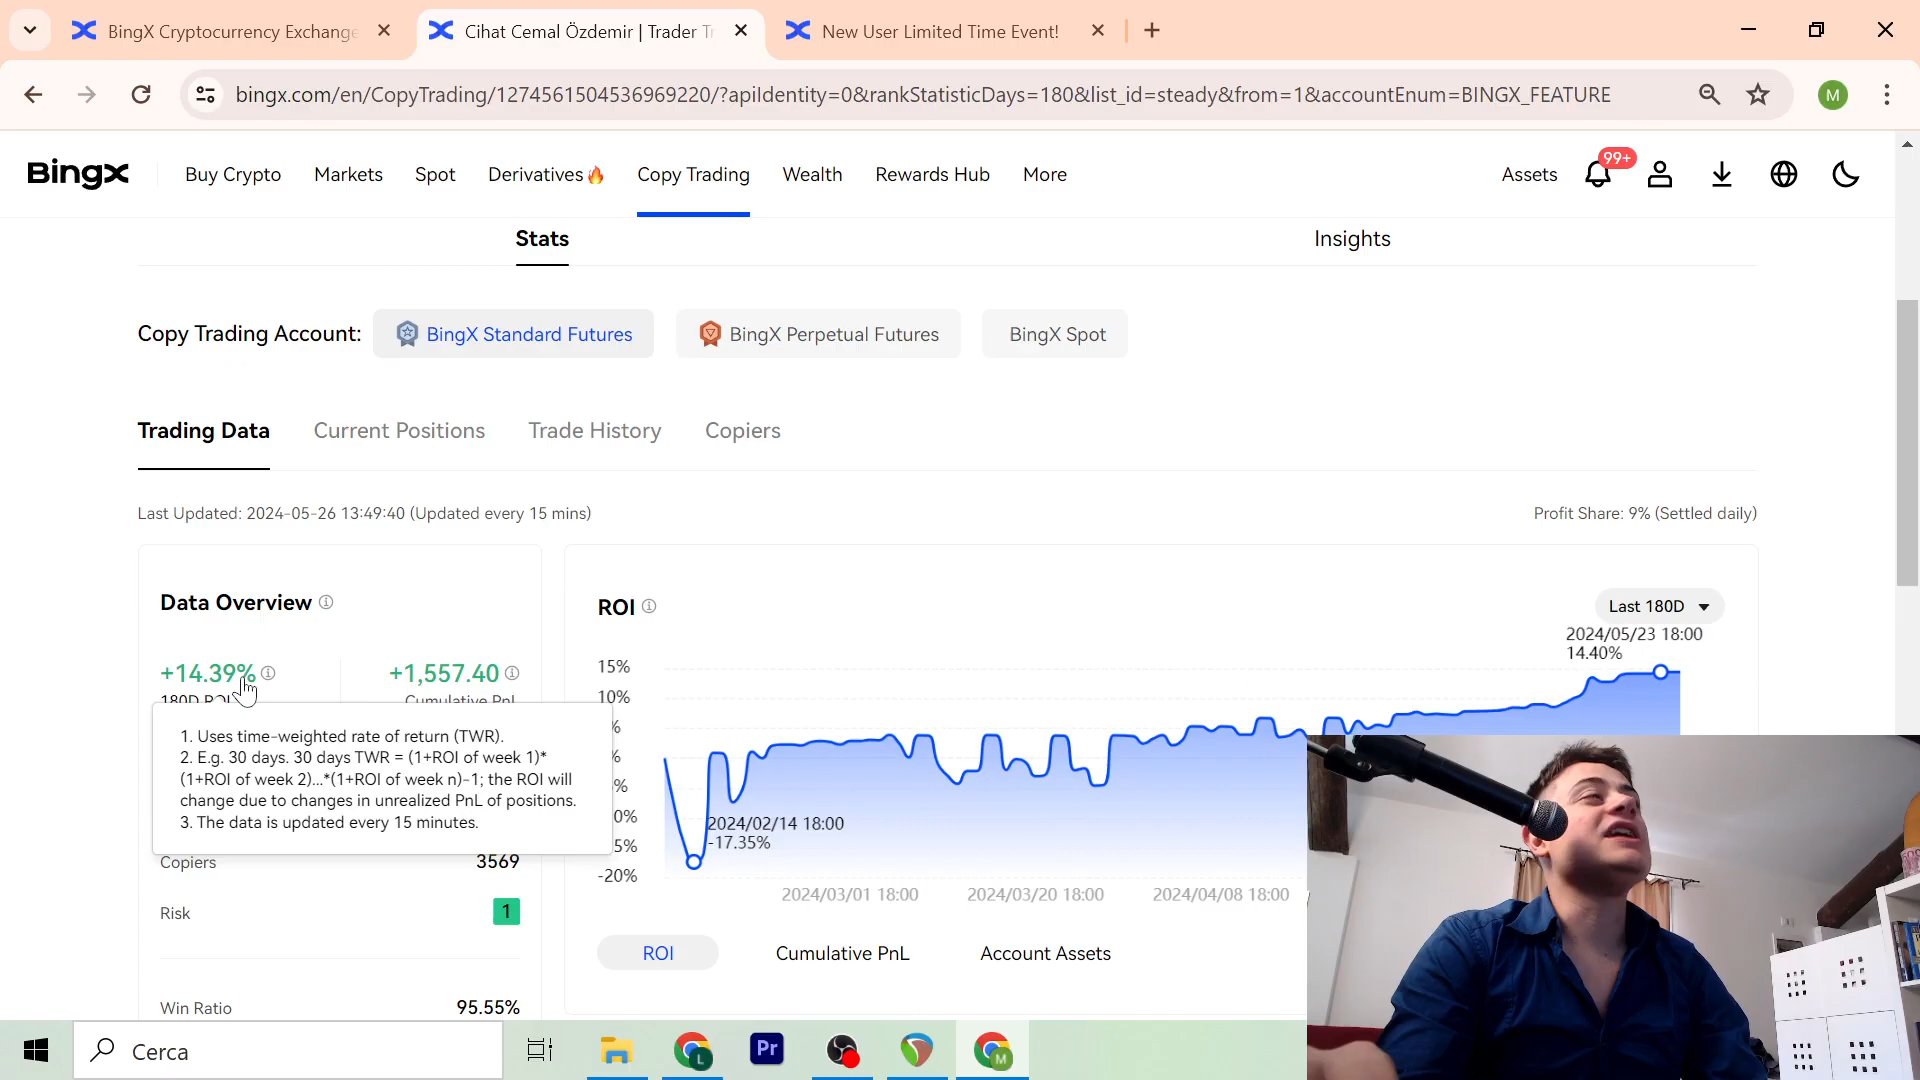 BingX Cryptocurrency Exchange
Cihat Cemal Özdemir | Trader Tr
New User Limited Time Event!
bingx.com/en/CopyTrading/1274561504536969220/?apiIdentity=0&rankStatisticDays=180&list_id=steady&from=1&accountEnum=BINGX_FEATURE
M
BingX
Buy Crypto
Markets
Spot
Derivatives
Copy Trading
Wealth
Rewards Hub
More
Assets
99+
Stats
Insights
Copy Trading Account:
BingX Standard Futures
BingX Perpetual Futures
BingX Spot
Trading Data
Current Positions
Trade History
Copiers
Last Updated: 2024-05-26 13:49:40 (Updated every 15 mins)
Profit Share: 9% (Settled daily)
Data Overview
+14.39%
180D ROI
+1,557.40
Cumulative PnL
1. Uses time-weighted rate of return (TWR).
2. E.g. 30 days. 30 days TWR = (1+ROI of week 1)*
(1+ROI of week 2)...*(1+ROI of week n)-1; the ROI will
change due to changes in unrealized PnL of positions.
3. The data is updated every 15 minutes.
Copiers
3569
Risk
1
Win Ratio
95.55%
ROI
Last 180D
2024/05/23 18:00
14.40%
15%
10%
%
%
%
0%
5%
-20%
2024/02/14 18:00
-17.35%
2024/03/01 18:00
2024/03/20 18:00
2024/04/08 18:00
ROI
Cumulative PnL
Account Assets
Cerca
L
Pr
M